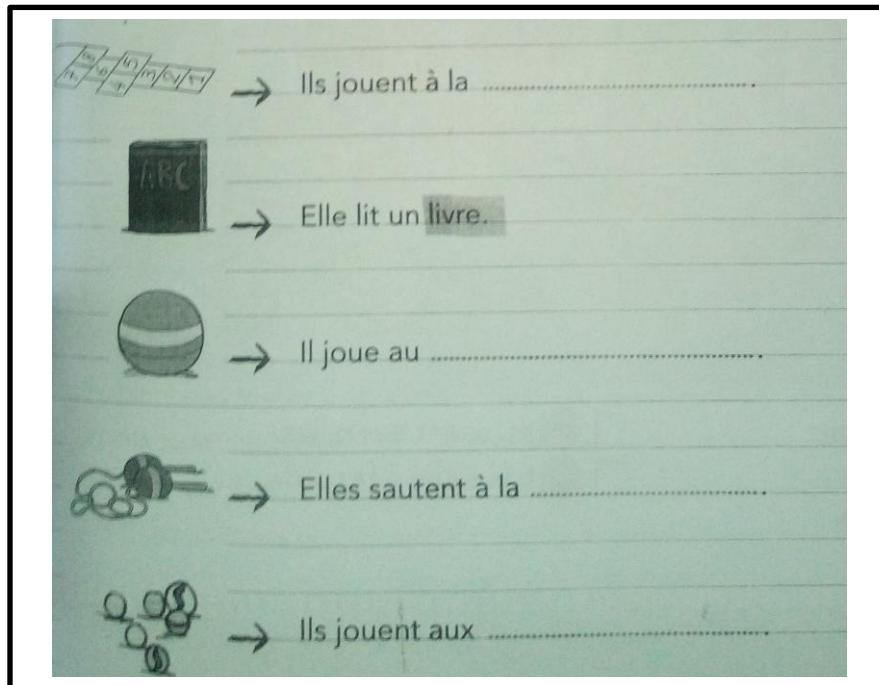 Ils jouent à la ...............................................
ABC
Elle lit un livre.
Il joue au ...............................................
Elles sautent à la ...............................................
Ils jouent aux ...............................................